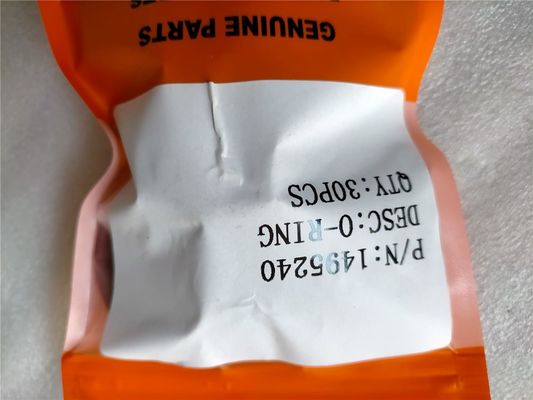 P/N:1495240
DESC:O-RING
QTY:30PCS
GENUINE PARTS